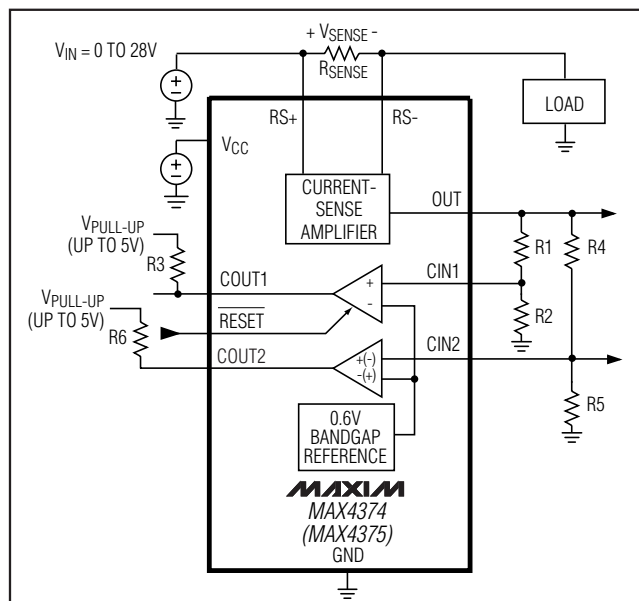 + VSENSE -
VIN = 0 TO 28V
RSENSE
LOAD
RS+
RS-
VCC
CURRENT-
SENSE
AMPLIFIER
OUT
VPULL-UP
(UP TO 5V)
R3
R1
R4
COUT1
CIN1
+
-
R2
VPULL-UP
(UP TO 5V)
R6
RESET
COUT2
CIN2
+(-)
-(+)
R5
0.6V
BANDGAP
REFERENCE
MAXIM
MAX4374
(MAX4375)
GND